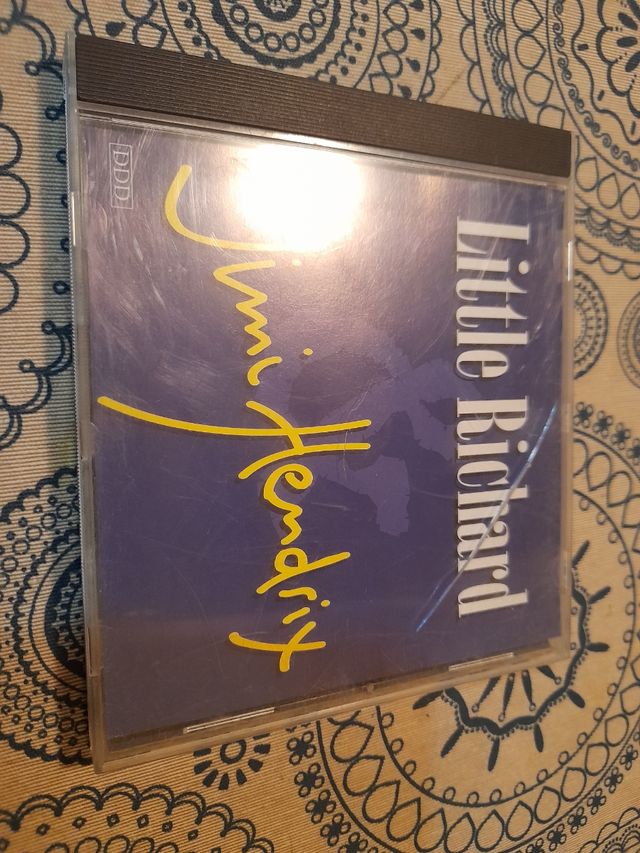 Little Richard
Jimi Hendrix
DDD